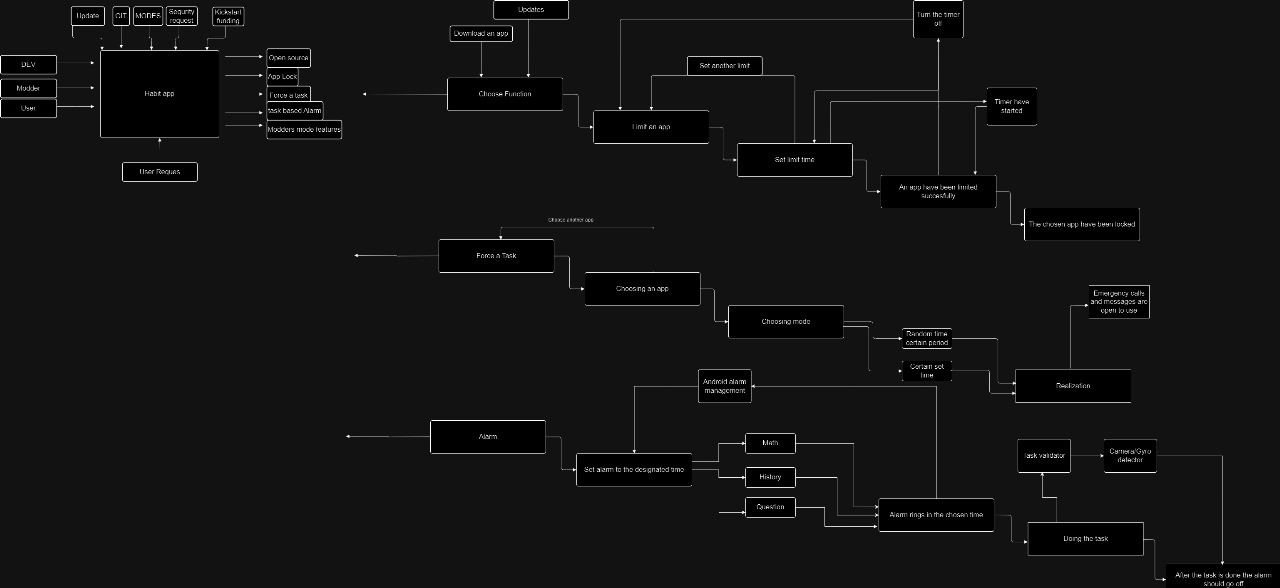 Update
GIT
MODES
Sequrity
request
Kickstart
funding
DEV
Modder
User
Habit app
Open source
App Lock
Force a task
task based Alarm
Modders mode features
User Reques
Updates
Download an app
Choose Function
Set another limit
Limit an app
Set limit time
Turn the timer
off
Timer have
started
An app have been limited
succesfully
The chosen app have been locked
Choose another app
Force a Task
Choosing an app
Choosing mode
Random time
certain period
Certain set
time
Emergency calls
and messages are
open to use
Realization
Android alarm
management
Alarm
Set alarm to the designated time
Math
History
Question
Alarm rings in the chosen time
Task validator
Camera/Gyro
detector
Doing the task
After the task is done the alarm
should go off